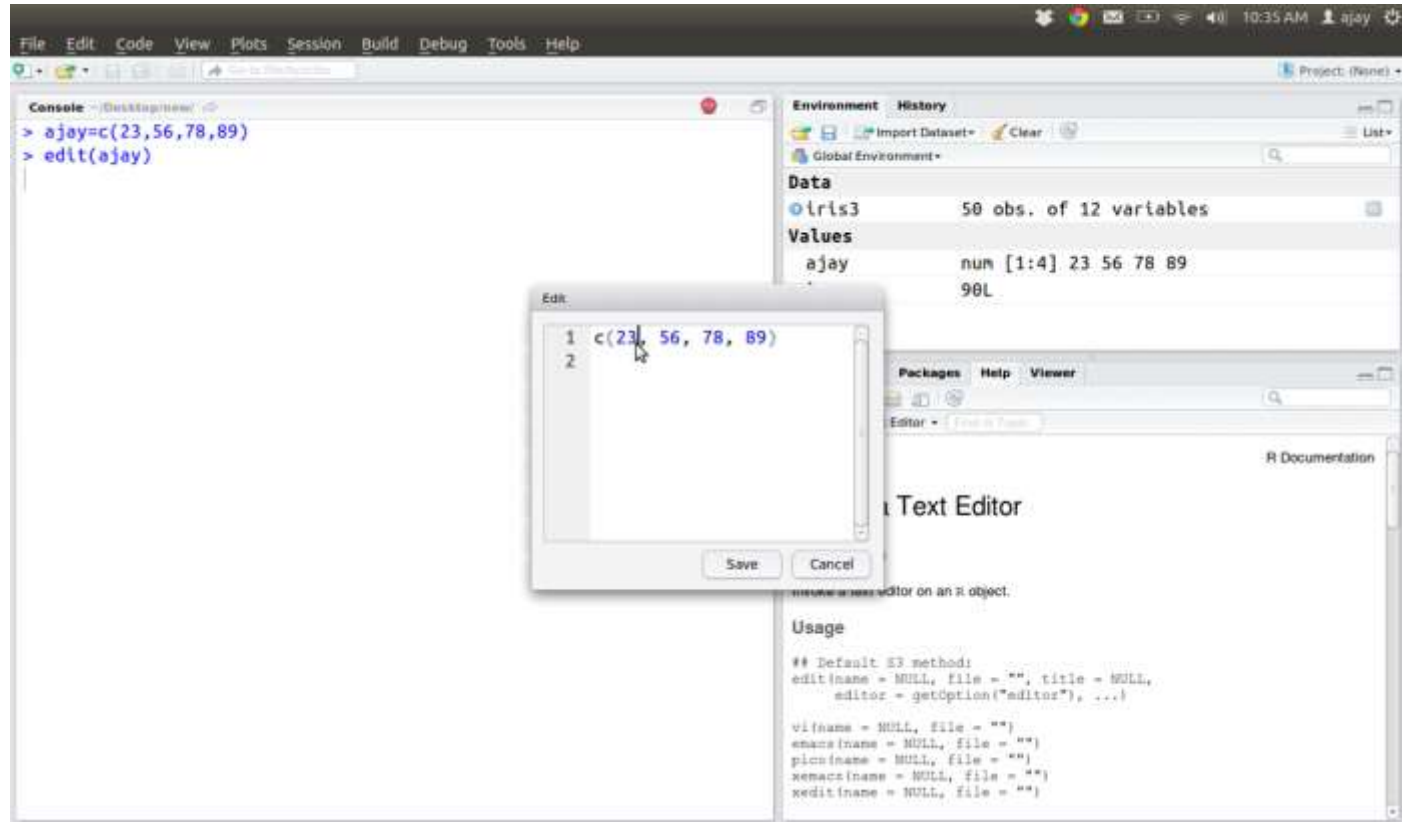 10:35 AM ajay
File Edit Code View Plots Session Build Debug Tools Help
Project: (None)
Console ~/Desktop/new/
> ajay=c(23,56,78,89)
> edit(ajay)
Environment History
Import Dataset Clear List
Global Environment
Data
iris3 50 obs. of 12 variables
Values
ajay num [1:4] 23 56 78 89
90L
Edit
1 c(23, 56, 78, 89)
2
Save Cancel
Packages Help Viewer
Editor
R Documentation
Text Editor
editor on an R object.
Usage
## Default S3 method:
edit(name = NULL, file = "", title = NULL,
editor = getOption("editor"), ...)
vi(name = NULL, file = "")
emacs(name = NULL, file = "")
pico(name = NULL, file = "")
xemacs(name = NULL, file = "")
xedit(name = NULL, file = "")